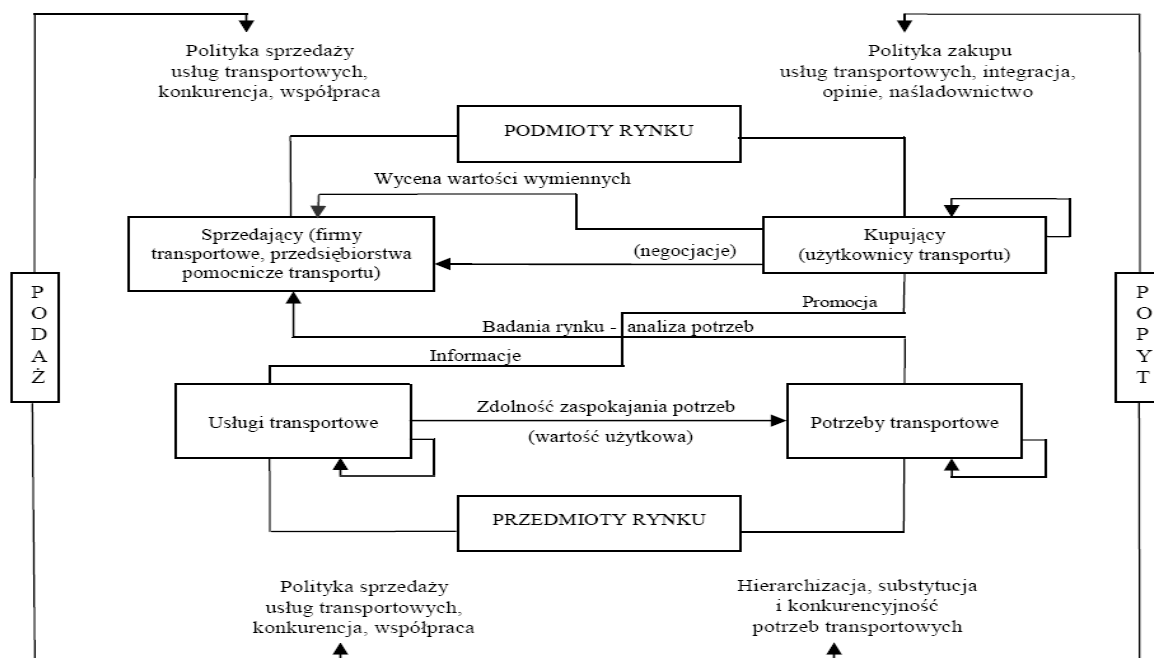 Polityka sprzedaży
usług transportowych,
konkurencja, współpraca
Polityka zakupu
usług transportowych, integracja,
opinie, naśladownictwo
PODMIOTY RYNKU
Wycena wartości wymiennych
Sprzedający (firmy
transportowe, przedsiębiorstwa
pomocnicze transportu)
(negocjacje)
Kupujący
(użytkownicy transportu)
PODAŻ
POPYT
Promocja
Badania rynku - analiza potrzeb
Informacje
Usługi transportowe
Zdolność zaspokajania potrzeb
(wartość użytkowa)
Potrzeby transportowe
PRZEDMIOTY RYNKU
Polityka sprzedaży
usług transportowych,
konkurencja, współpraca
Hierarchizacja, substytucja
i konkurencyjność
potrzeb transportowych